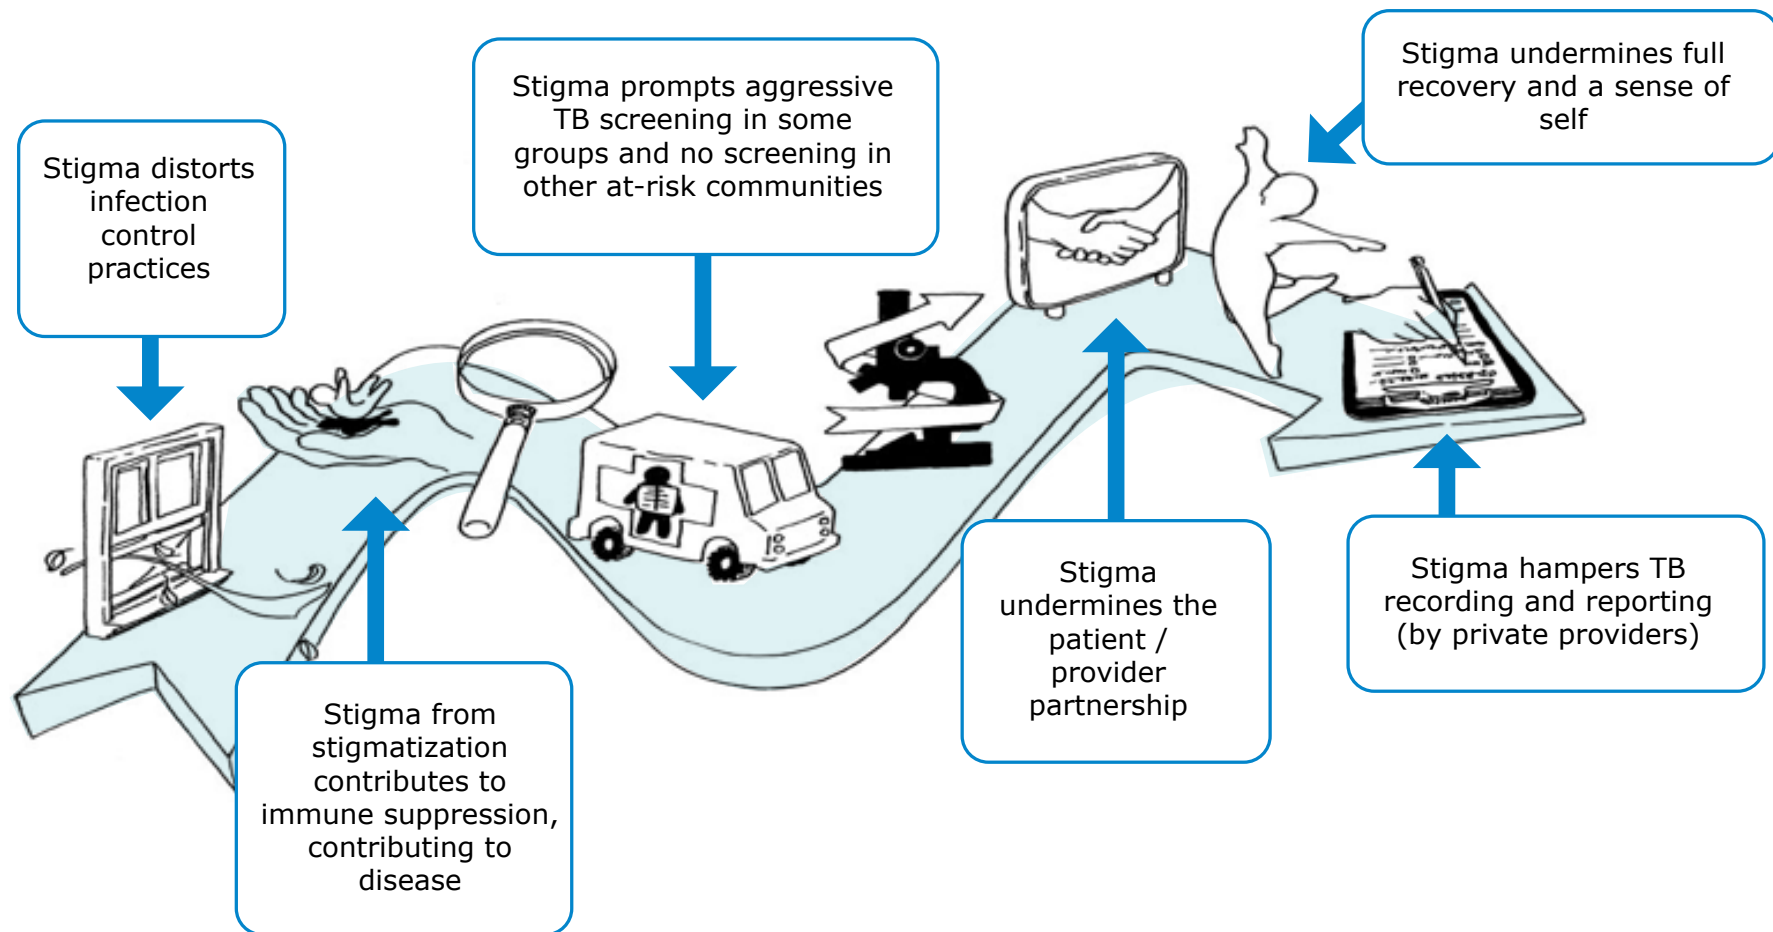 Stigma distorts
infection
control
practices
Stigma prompts aggressive
TB screening in some
groups and no screening in
other at-risk communities
Stigma undermines full
recovery and a sense of
self
Stigma from
stigmatization
contributes to
immune suppression,
contributing to
disease
Stigma
undermines the
patient /
provider
partnership
Stigma hampers TB
recording and reporting
(by private providers)